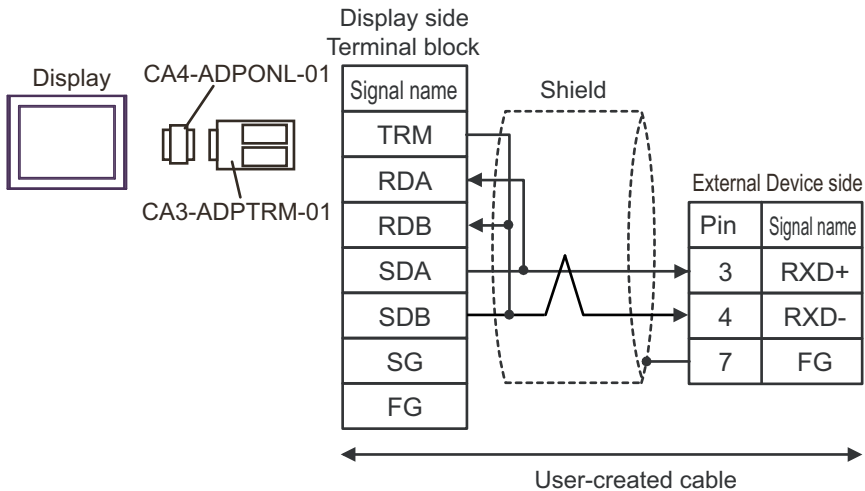 Display side
Terminal block
Display
CA4-ADPONL-01
CA3-ADPTRM-01
Signal name
TRM
RDA
RDB
SDA
SDB
SG
FG
Shield
External Device side
Pin Signal name
3 RXD+
4 RXD-
7 FG
User-created cable